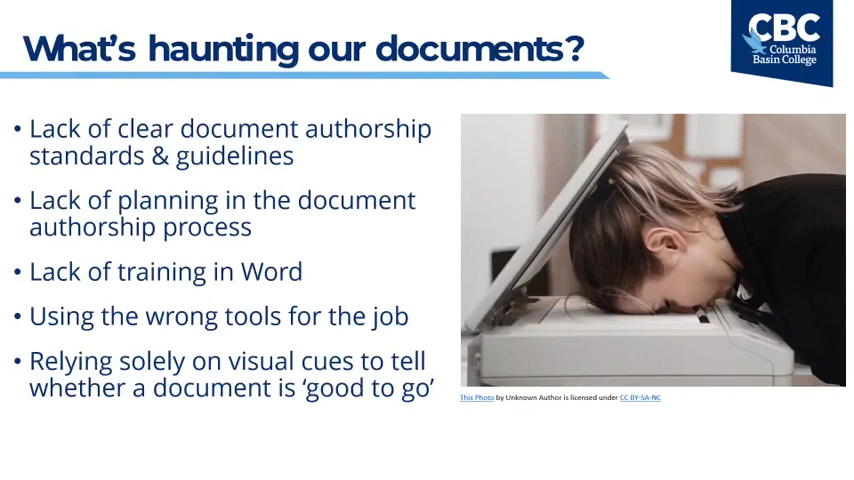 What's haunting our documents?
CBC
Columbia
Basin College
• Lack of clear document authorship
standards & guidelines
• Lack of planning in the document
authorship process
• Lack of training in Word
• Using the wrong tools for the job
• Relying solely on visual cues to tell
whether a document is ‘good to go’
This Photo by Unknown Author is licensed under CC BY-SA-NC